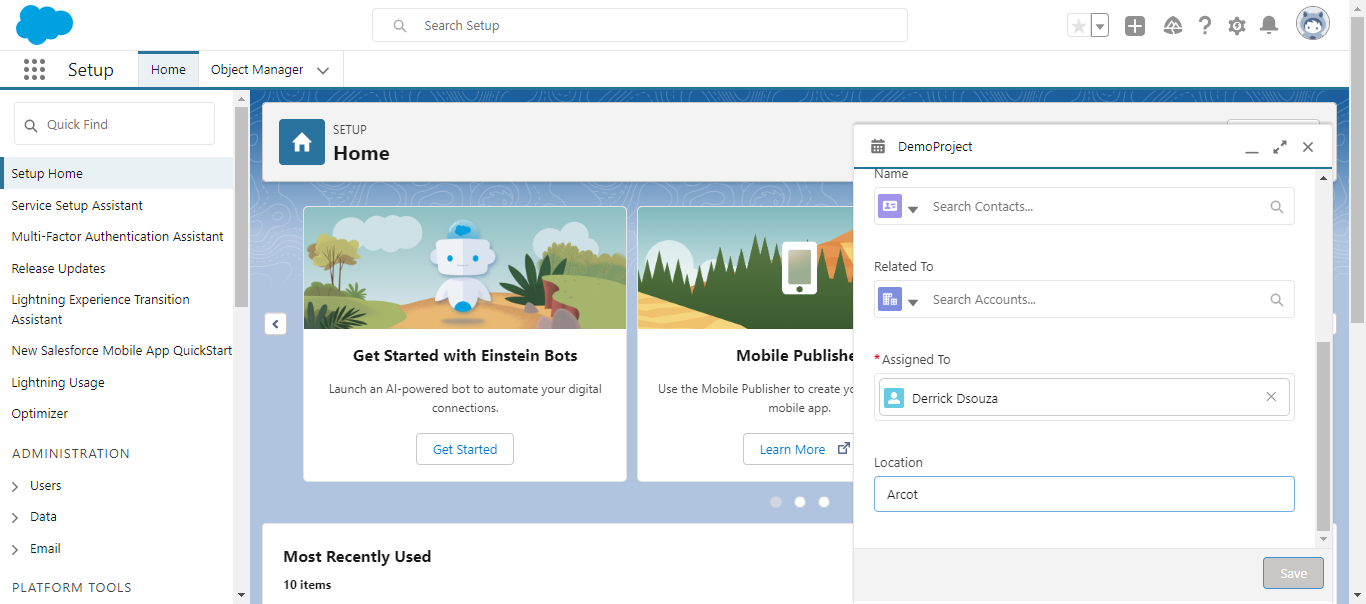 Search Setup
Setup
Home
Object Manager
Quick Find
Setup Home
Service Setup Assistant
Multi-Factor Authentication Assistant
Release Updates
Lightning Experience Transition
Assistant
New Salesforce Mobile App QuickStart
Lightning Usage
Optimizer
ADMINISTRATION
Users
Data
Email
PLATFORM TOOLS
SETUP
Home
Get Started with Einstein Bots
Launch an AI-powered bot to automate your digital
connections.
Get Started
Mobile Publishe
Use the Mobile Publisher to create yo
mobile app.
Learn More
Most Recently Used
10 items
DemoProject
Name
Search Contacts...
Related To
Search Accounts...
*Assigned To
Derrick Dsouza
Location
Arcot
Save